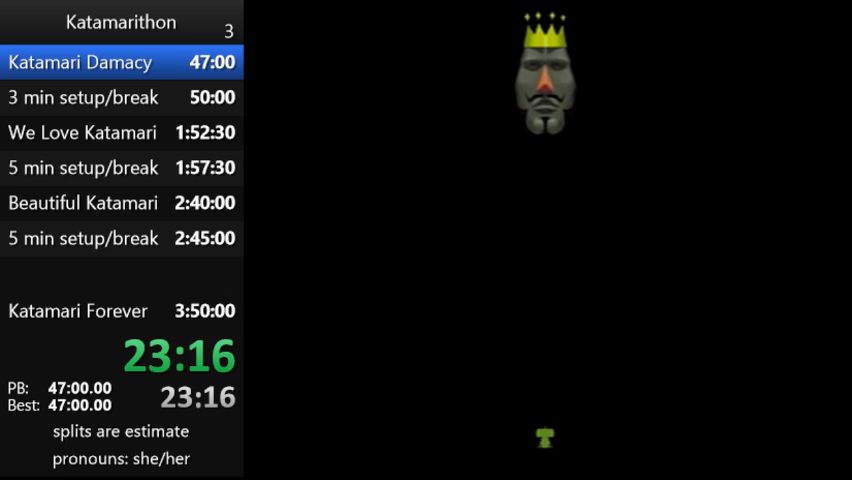 Katamarithon
3
Katamari Damacy 47:00
3 min setup/break 50:00
We Love Katamari 1:52:30
5 min setup/break 1:57:30
Beautiful Katamari 2:40:00
5 min setup/break 2:45:00
Katamari Forever 3:50:00
23:16
PB: 47:00.00
Best: 47:00.00
23:16
splits are estimate
pronouns: she/her